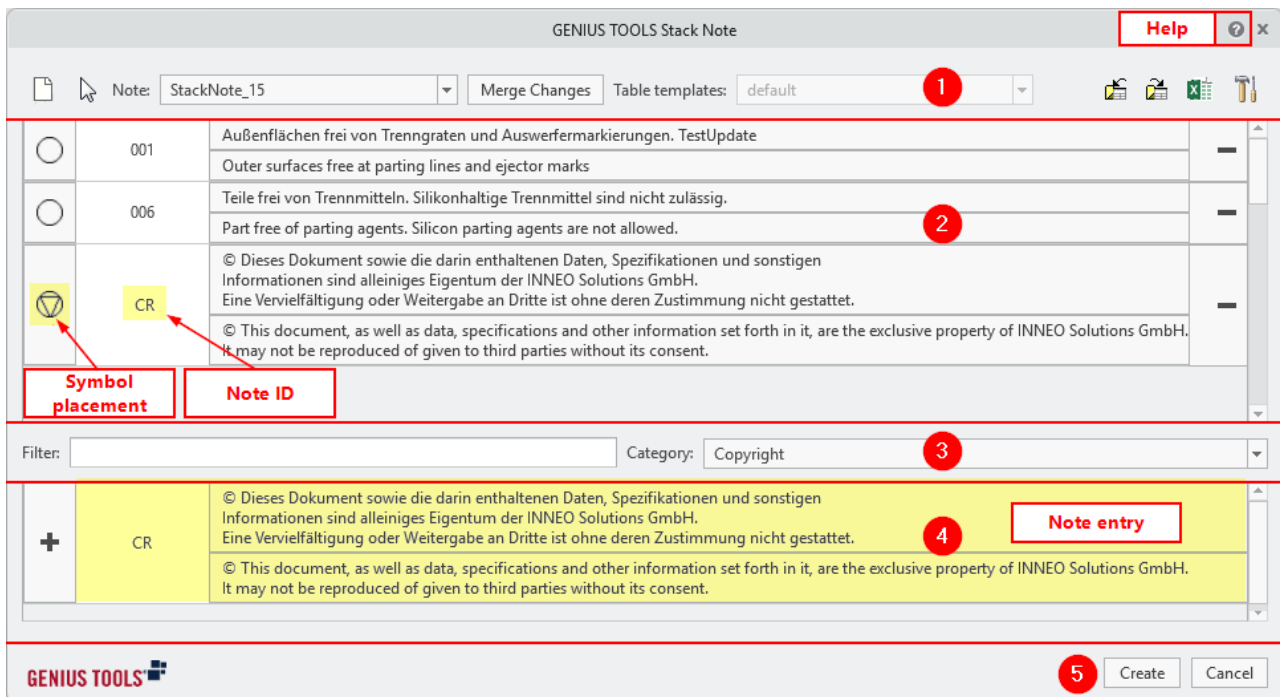 GENIUS TOOLS Stack Note
Help
Note:
StackNote_15
Merge Changes
Table templates:
default
1
001
Außenflächen frei von Trenngraten und Auswerfermarkierungen. TestUpdate
Outer surfaces free at parting lines and ejector marks
006
Teile frei von Trennmitteln. Silikonhaltige Trennmittel sind nicht zulässig.
Part free of parting agents. Silicon parting agents are not allowed.
2
CR
© Dieses Dokument sowie die darin enthaltenen Daten, Spezifikationen und sonstigen
Informationen sind alleiniges Eigentum der INNEO Solutions GmbH.
Eine Vervielfältigung oder Weitergabe an Dritte ist ohne deren Zustimmung nicht gestattet.
© This document, as well as data, specifications and other information set forth in it, are the exclusive property of INNEO Solutions GmbH.
It may not be reproduced of given to third parties without its consent.
Symbol
placement
Note ID
Filter:
Category:
Copyright
3
CR
© Dieses Dokument sowie die darin enthaltenen Daten, Spezifikationen und sonstigen
Informationen sind alleiniges Eigentum der INNEO Solutions GmbH.
Eine Vervielfältigung oder Weitergabe an Dritte ist ohne deren Zustimmung nicht gestattet.
4
Note entry
© This document, as well as data, specifications and other information set forth in it, are the exclusive property of INNEO Solutions GmbH.
It may not be reproduced of given to third parties without its consent.
GENIUS TOOLS
5
Create
Cancel